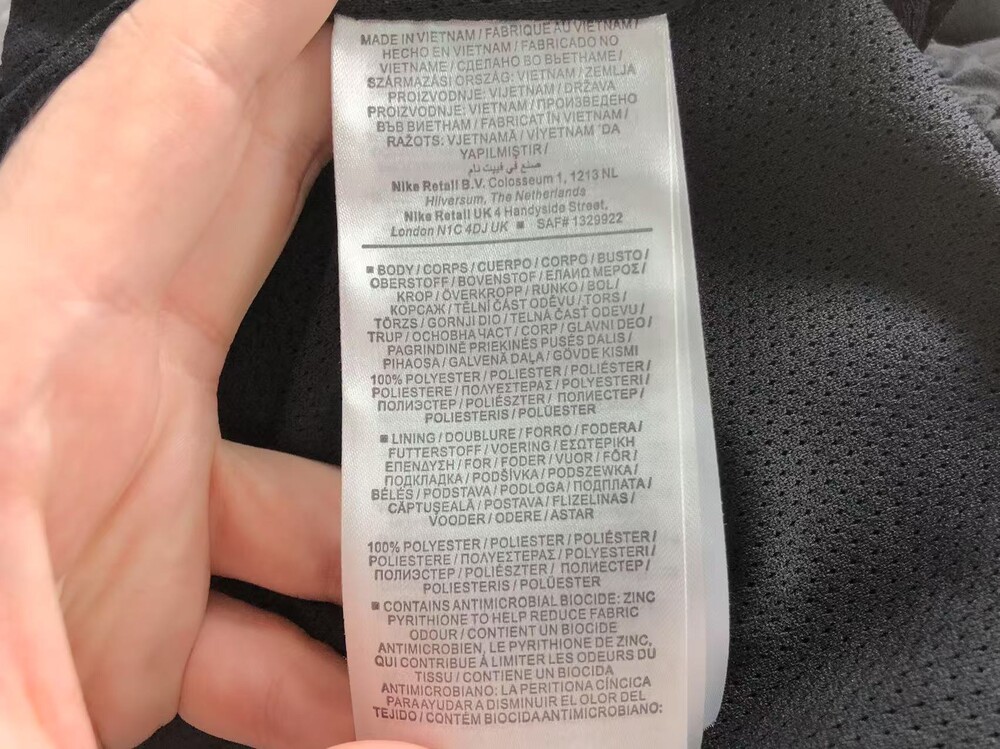 MADE IN VIETNAM / FABRIQUE AU VIETNAM /
HECHO EN VIETNAM / FABRICADO NO
VIETNAME / СДЕЛАНО ВО ВЬЕТНАМЕ /
SZÁRMAZÁSI ORSZÁG: VIETNAM / ZEMLJA
PROIZVODNJE: VIJETNAM / DRŽAVA
PROIZVODNJE: VIETNAM / ПРОИЗВЕДЕНО
ВЪВ ВИЕТНАМ / FABRICAT ÎN VIETNAM /
RAŽOTS: VJETNAMĀ / VİYETNAM 'DA
YAPILMIŞTIR /
صنع في فييت نام
Nike Retail B.V. Colosseum 1, 1213 NL
Hilversum, The Netherlands
Nike Retail UK 4 Handyside Street,
London N1C 4DJ UK ■ SAF# 1329922
■ BODY / CORPS / CUERPO / CORPO / BUSTO /
OBERSTOFF / BOVENSTOF / ΕΠΑΝΩ ΜΕΡΟΣ /
KROP / ÖVERKROPP / RUNKO / BOL /
КОРСАЖ / TĚLNÍ ČÁST ODĚVU / TORS /
TÖRZS / GORNJI DIO / TELNÁ ČASŤ ODEVU /
TRUP / ОСНОВНА ЧАСТ / CORP / GLAVNI DEO /
PAGRINDINĖ PRIEKINĖS PUSĖS DALIS /
PIHAOSA / GALVENĀ DAĻA / GÖVDE KISMI
100% POLYESTER / POLIESTER / POLIÉSTER /
POLIESTERE / ΠΟΛΥΕΣΤΕΡΑΣ / POLYESTERI /
ПОЛИЭСТЕР / POLIÉSZTER / ПОЛИЕСТЕР /
POLIESTERIS / POLÜESTER
■ LINING / DOUBLURE / FORRO / FODERA /
FUTTERSTOFF / VOERING / ΕΣΩΤΕΡΙΚΗ
ΕΠΕΝΔΥΣΗ / FOR / FODER / VUORI / FÔR /
ПОДКЛАДКА / PODŠÍVKA / PODSZEWKA /
BÉLÉS / PODSTAVA / PODLOGA / ПОДПЛАТА /
CĂPTUȘEALĂ / POSTAVA / FLIZELINAS /
VOODER / ODERE / ASTAR
100% POLYESTER / POLIESTER / POLIÉSTER /
POLIESTERE / ΠΟΛΥΕΣΤΕΡΑΣ / POLYESTERI /
ПОЛИЭСТЕР / POLIÉSZTER / ПОЛИЕСТЕР /
POLIESTERIS / POLÜESTER
■ CONTAINS ANTIMICROBIAL BIOCIDE: ZINC
PYRITHIONE TO HELP REDUCE FABRIC
ODOUR / CONTIENT UN BIOCIDE
ANTIMICROBIEN, LE PYRITHIONE DE ZINC,
QUI CONTRIBUE À LIMITER LES ODEURS DU
TISSU / CONTIENE UN BIOCIDA
ANTIMICROBIANO: LA PERITIONA CÍNCICA
PARA AYUDAR A DISMINUIR EL OLOR DEL
TEJIDO / CONTÉM BIOCIDA ANTIMICROBIANO: